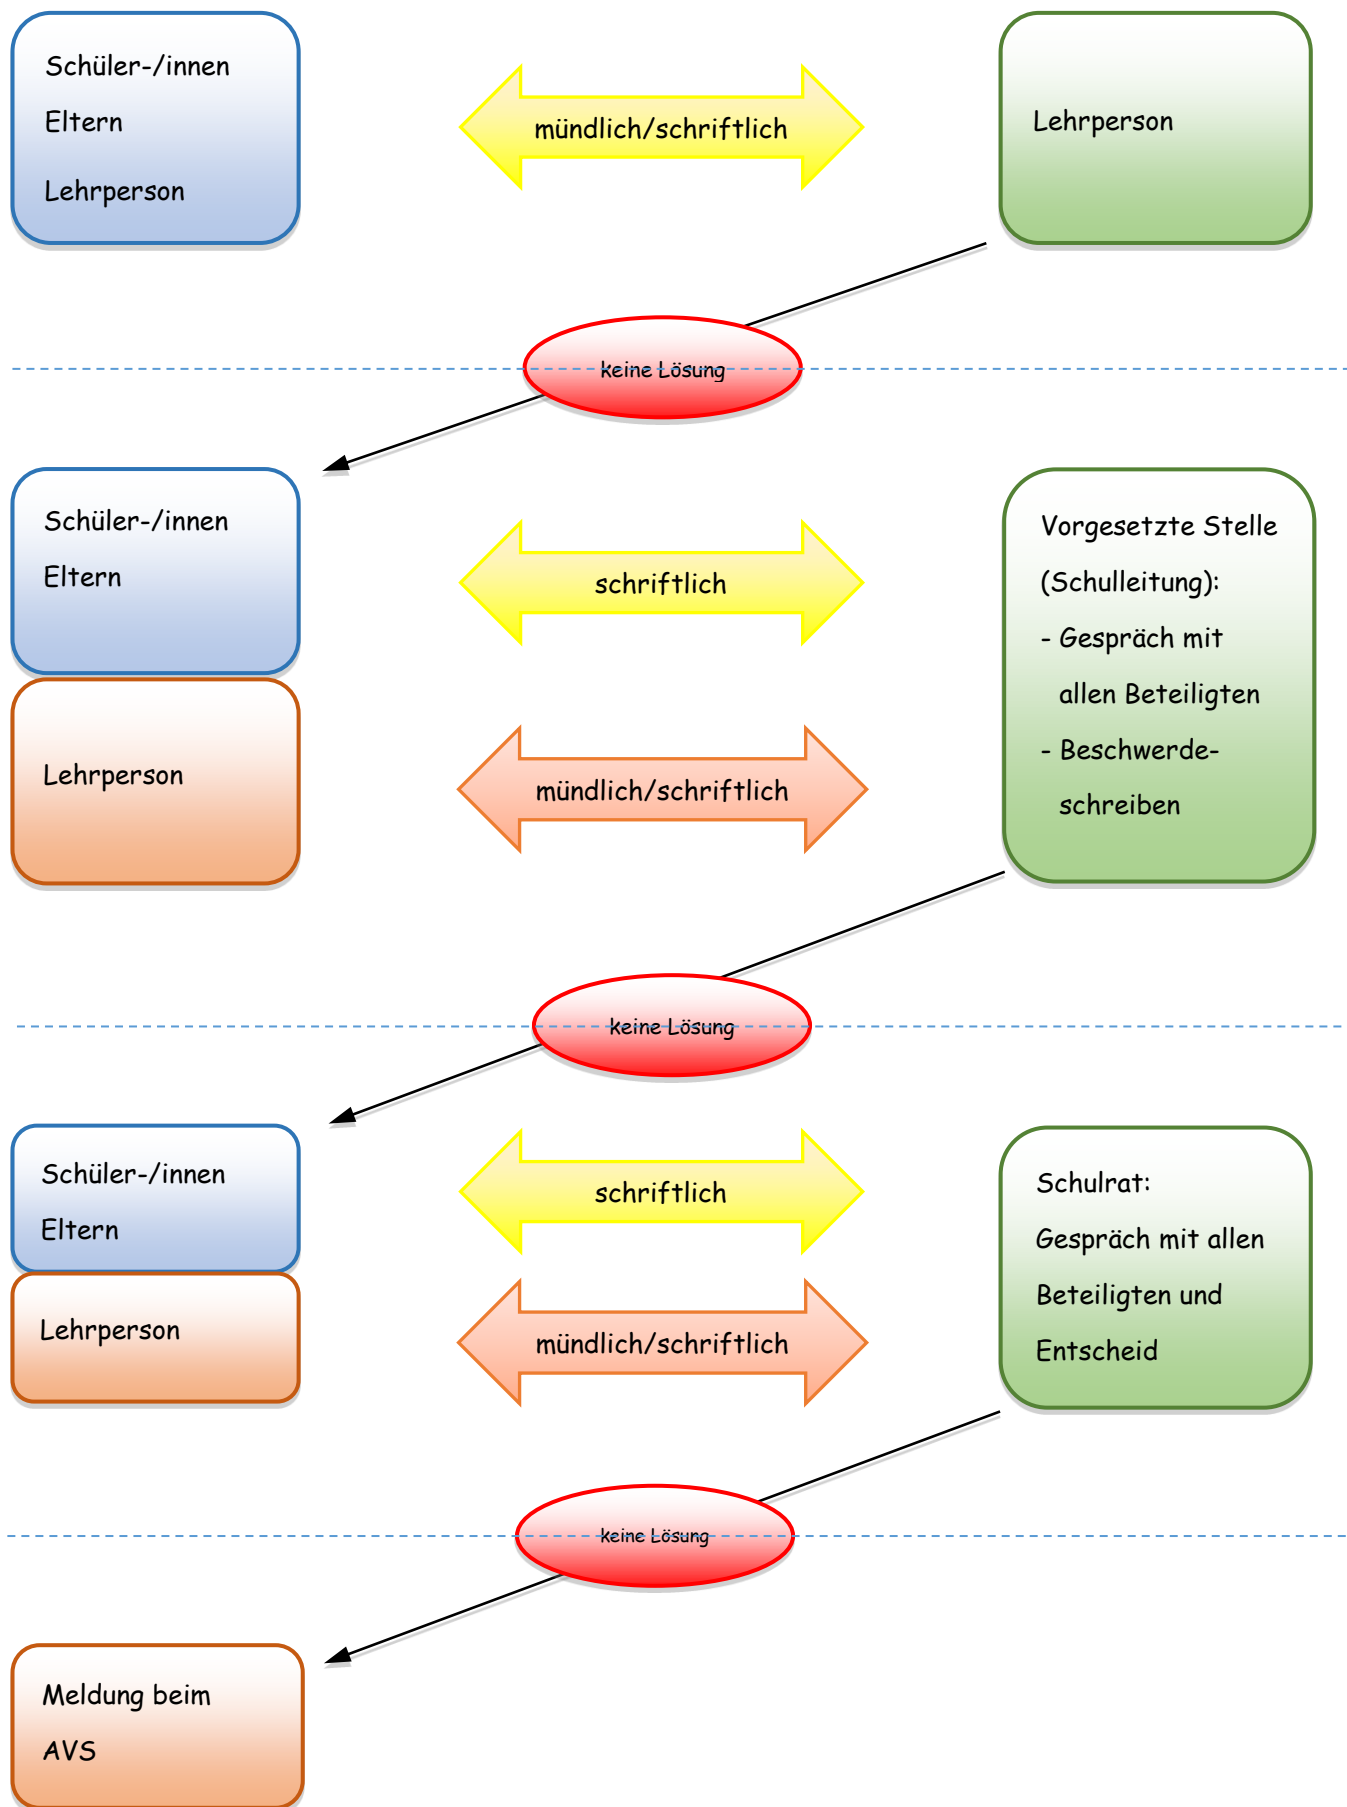 Schüler-/innen
Eltern
Lehrperson
mündlich/schriftlich
Lehrperson
keine Lösung
Schüler-/innen
Eltern
schriftlich
Lehrperson
mündlich/schriftlich
Vorgesetzte Stelle
(Schulleitung):
- Gespräch mit
allen Beteiligten
- Beschwerde-
schreiben
keine Lösung
Schüler-/innen
Eltern
schriftlich
Lehrperson
mündlich/schriftlich
Schulrat:
Gespräch mit allen
Beteiligten und
Entscheid
keine Lösung
Meldung beim
AVS